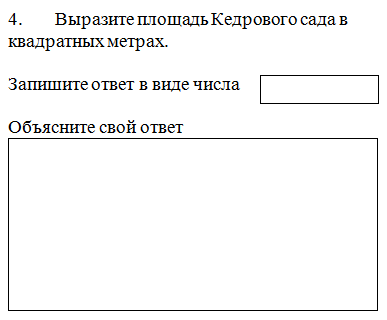 4. Выразите площадь Кедрового сада в
квадратных метрах.
Запишите ответ в виде числа
Объясните свой ответ